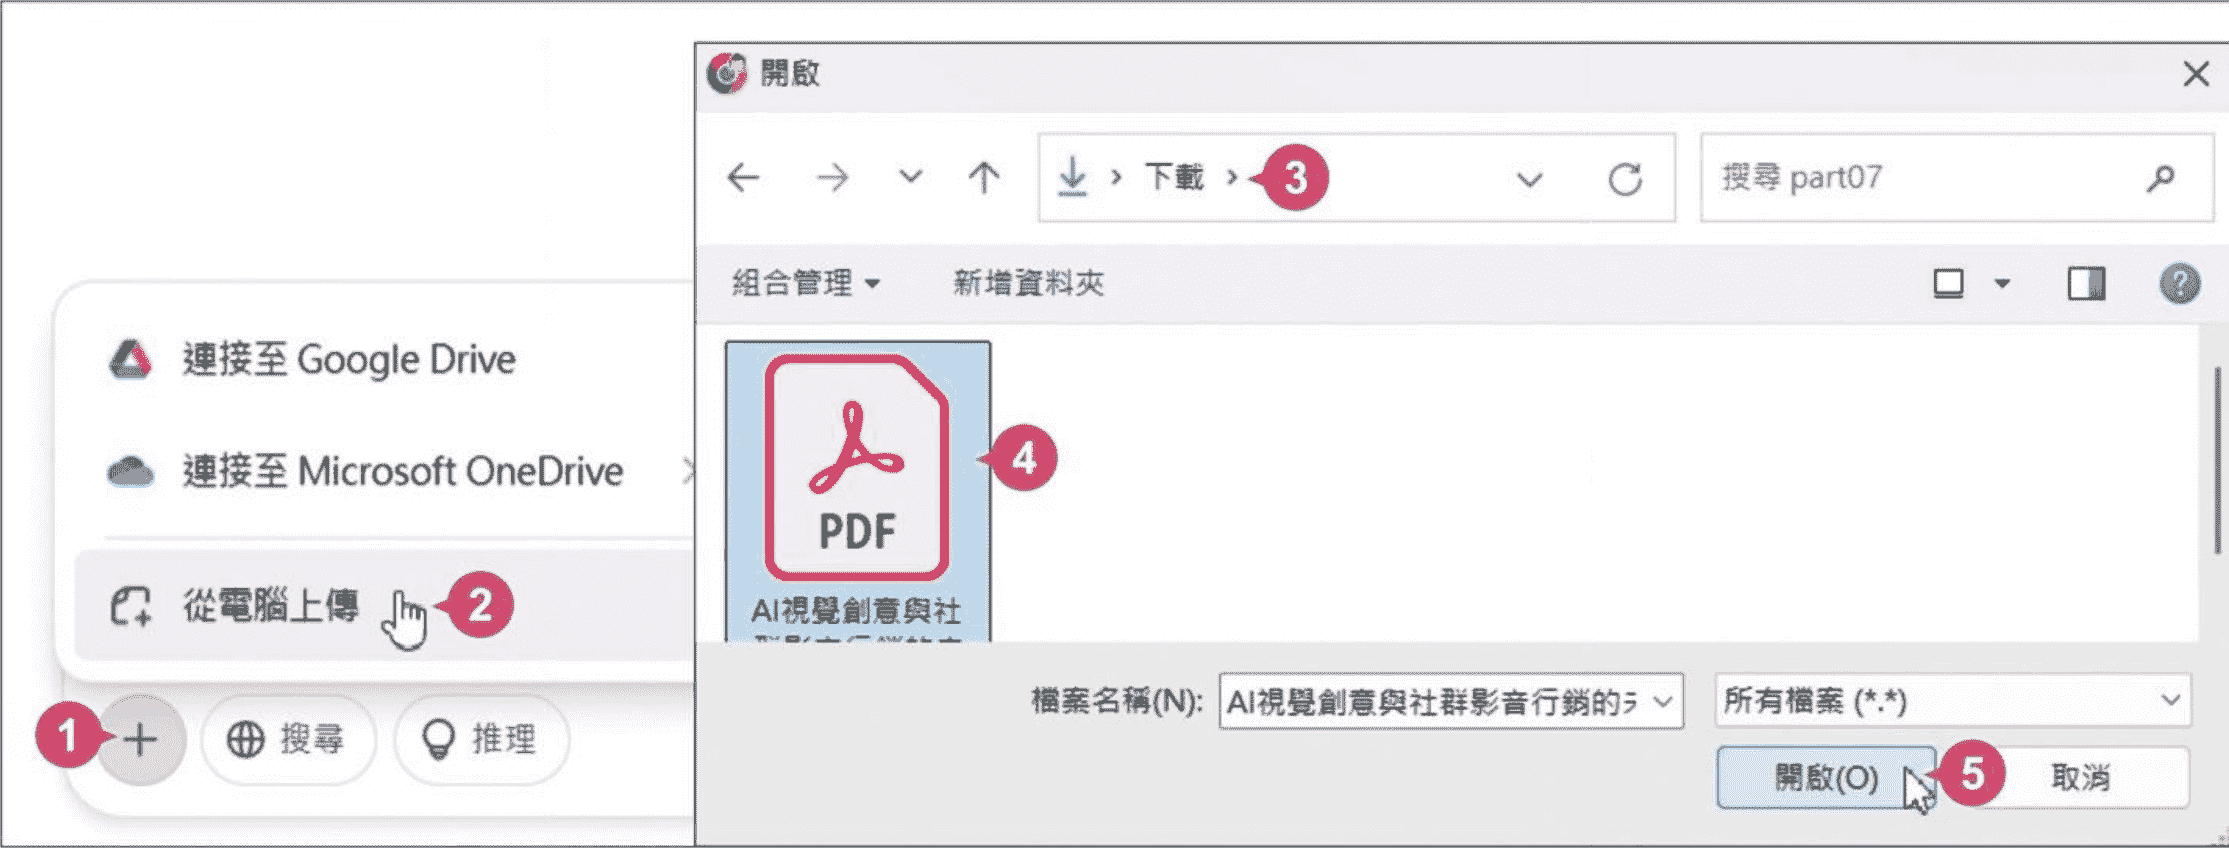 開啟
下載
3
搜尋 part07
組合管理
新增資料夾
連接至 Google Drive
連接至 Microsoft OneDrive
從電腦上傳
2
1
搜尋
推理
PDF
4
AI視覺創意與社
檔案名稱(N):
AI視覺創意與社群影音行銷的
所有檔案 (*.*)
開啟(O)
5
取消